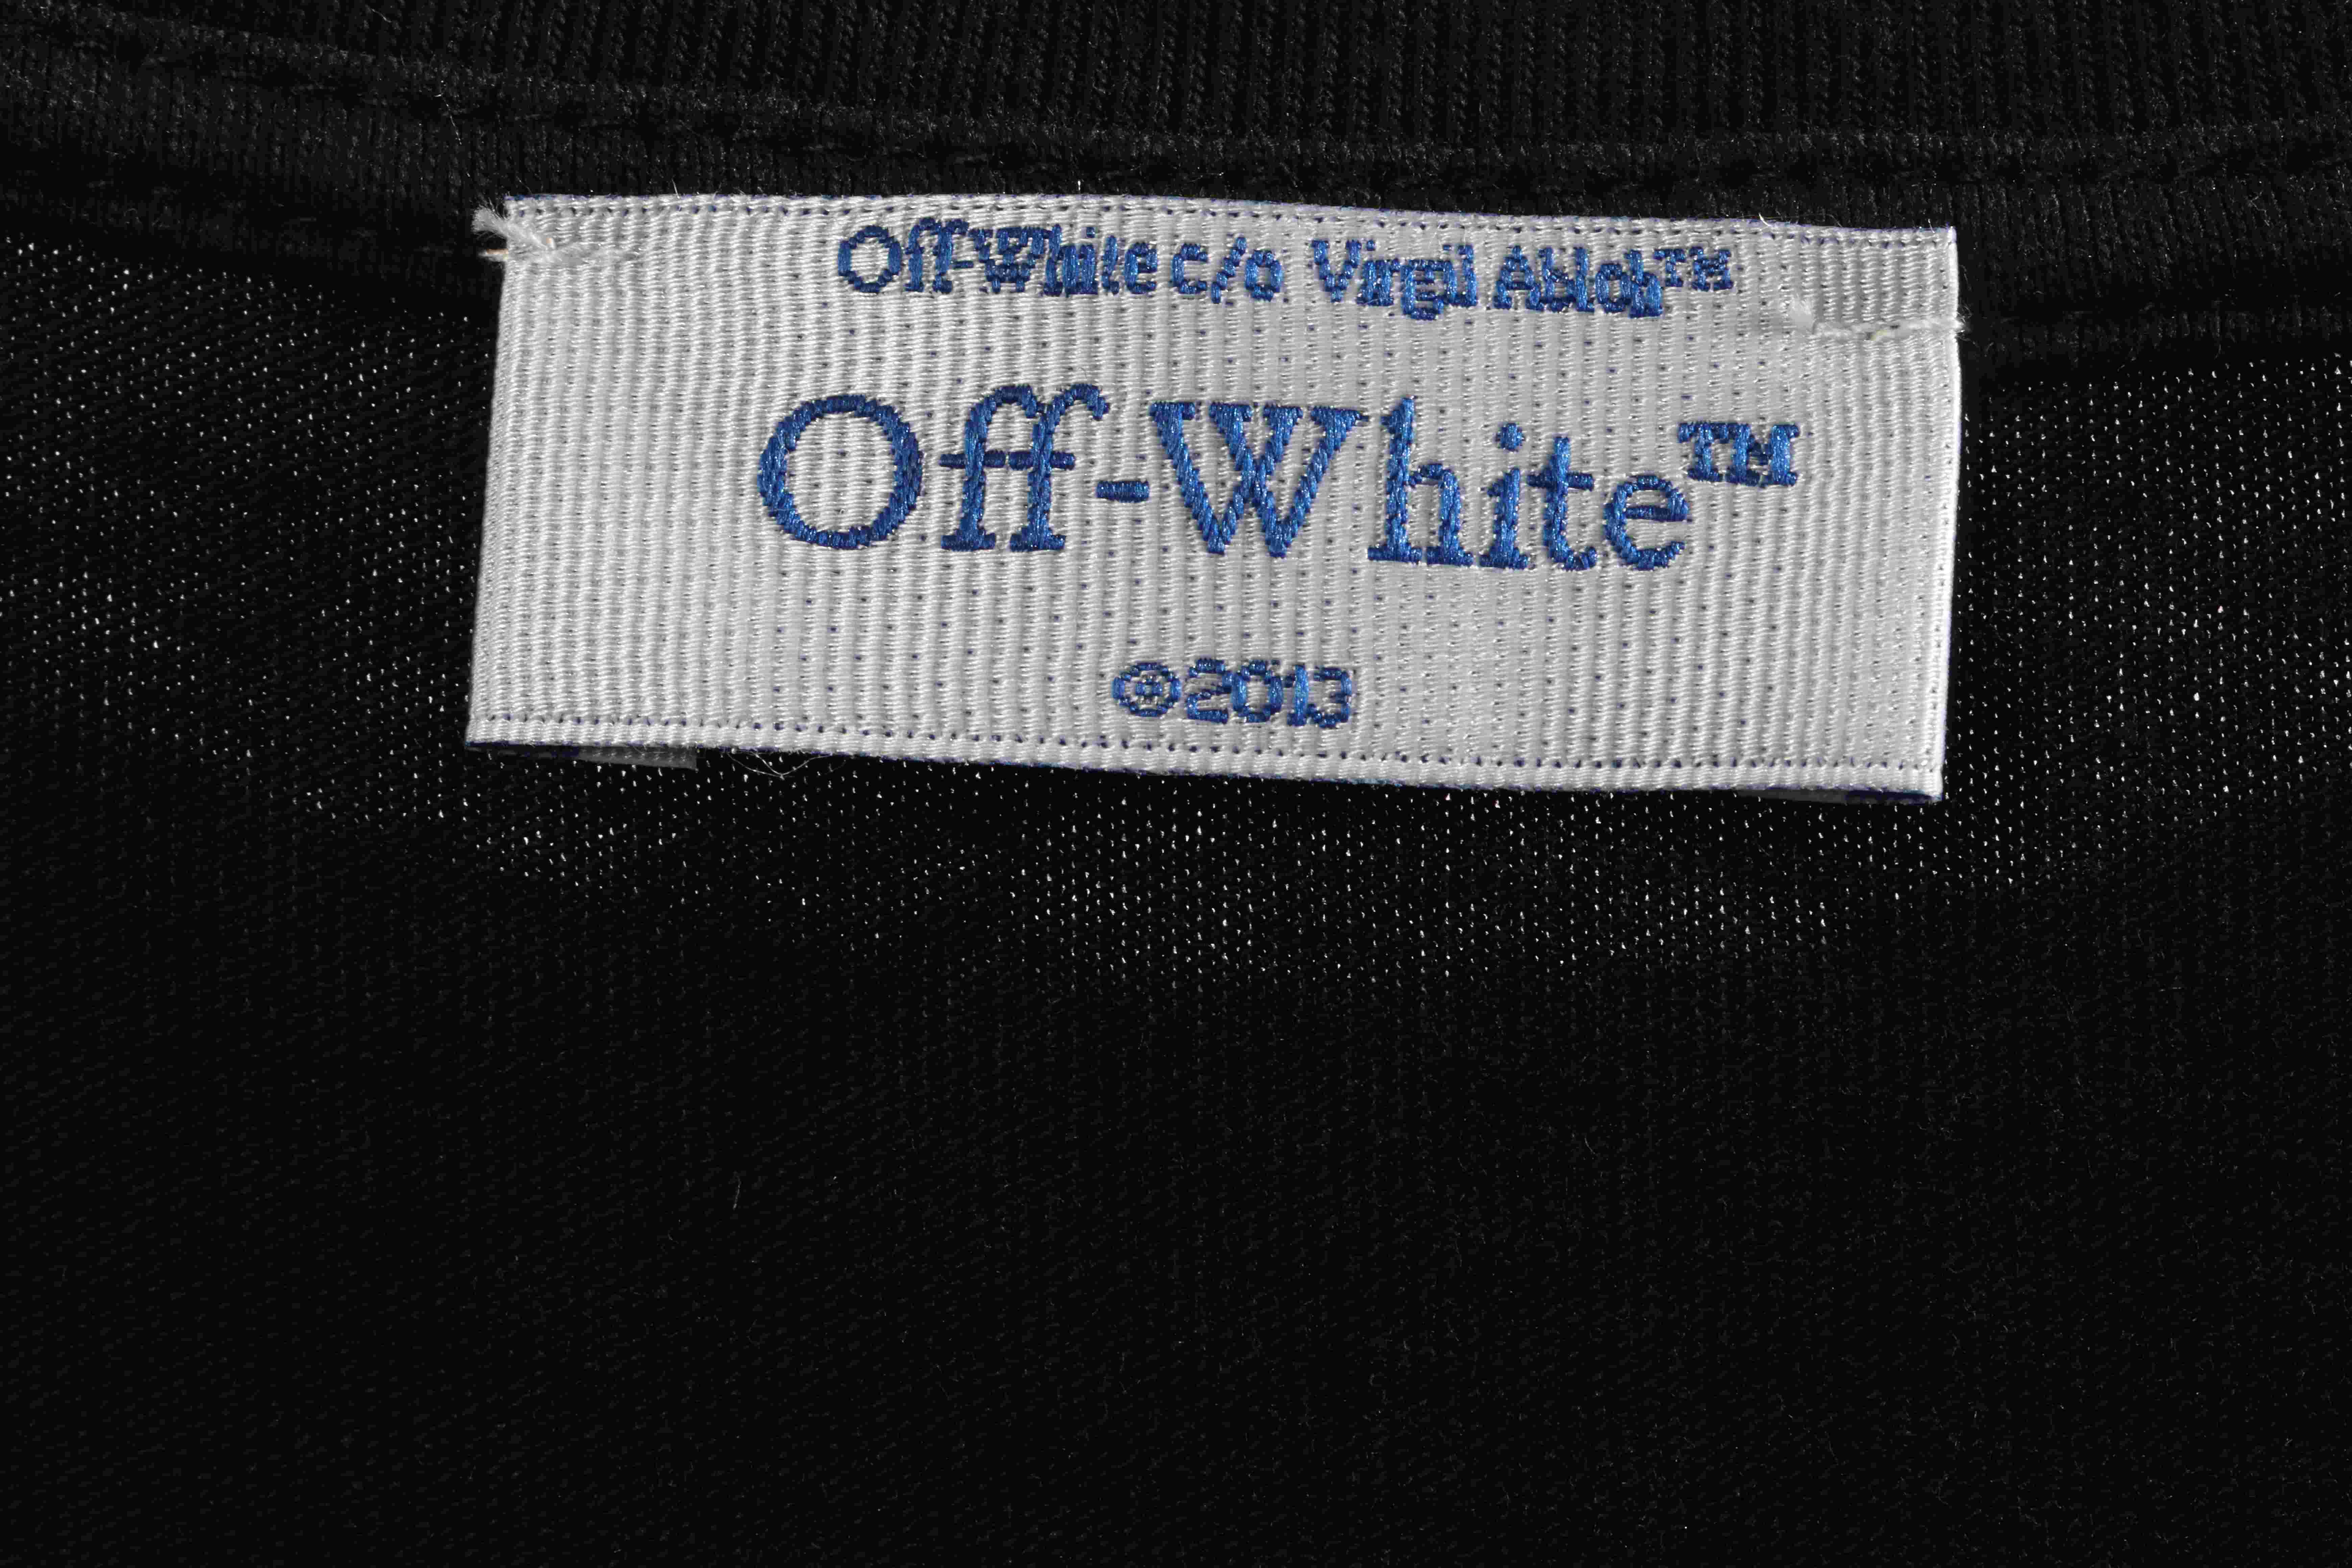 Off-White c/o Virgil Abloh™
Off-White™
©2013